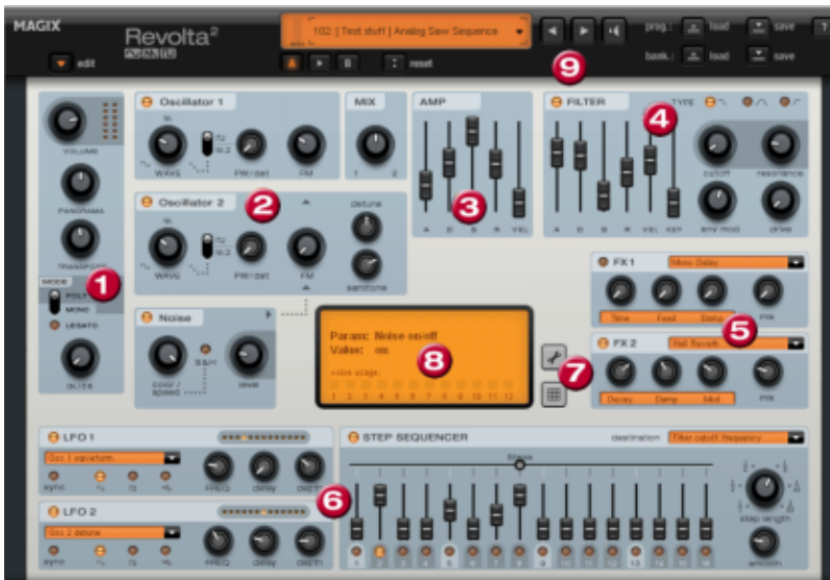 MAGIX
Revolta²
edit
102: [ Test stuff ] Analog Saw Sequence
A B reset
prog.: load save ?
bank.: load save
9
VOLUME
PANORAMA
TRANSPOSE
MODE
1
POLY
MONO
LEGATO
GLIDE
Oscillator 1
WAVE PW/det FM
MIX
1 2
Oscillator 2
2
detune
WAVE PW/det FM
semitone
AMP
3
A D S R VEL
FILTER TYPE
4
cutoff resonance
A D S R VEL KEY env mod drive
Noise
S&H
color/
speed
level
Param: Noise on/off
Value: on
8
voice usage:
1 2 3 4 5 6 7 8 9 10 11 12
7
FX 1 Mono Delay
Time Feed Damp mix
5
FX 2 Hall Reverb
Decay Damp Mod mix
LFO 1
Osc 1 waveform
sync FREQ delay depth
6
LFO 2
Osc 2 detune
sync FREQ delay depth
STEP SEQUENCER destination Filter cutoff frequency
Steps
step length
smooth
1 2 3 4 5 6 7 8 9 10 11 12 13 14 15 16